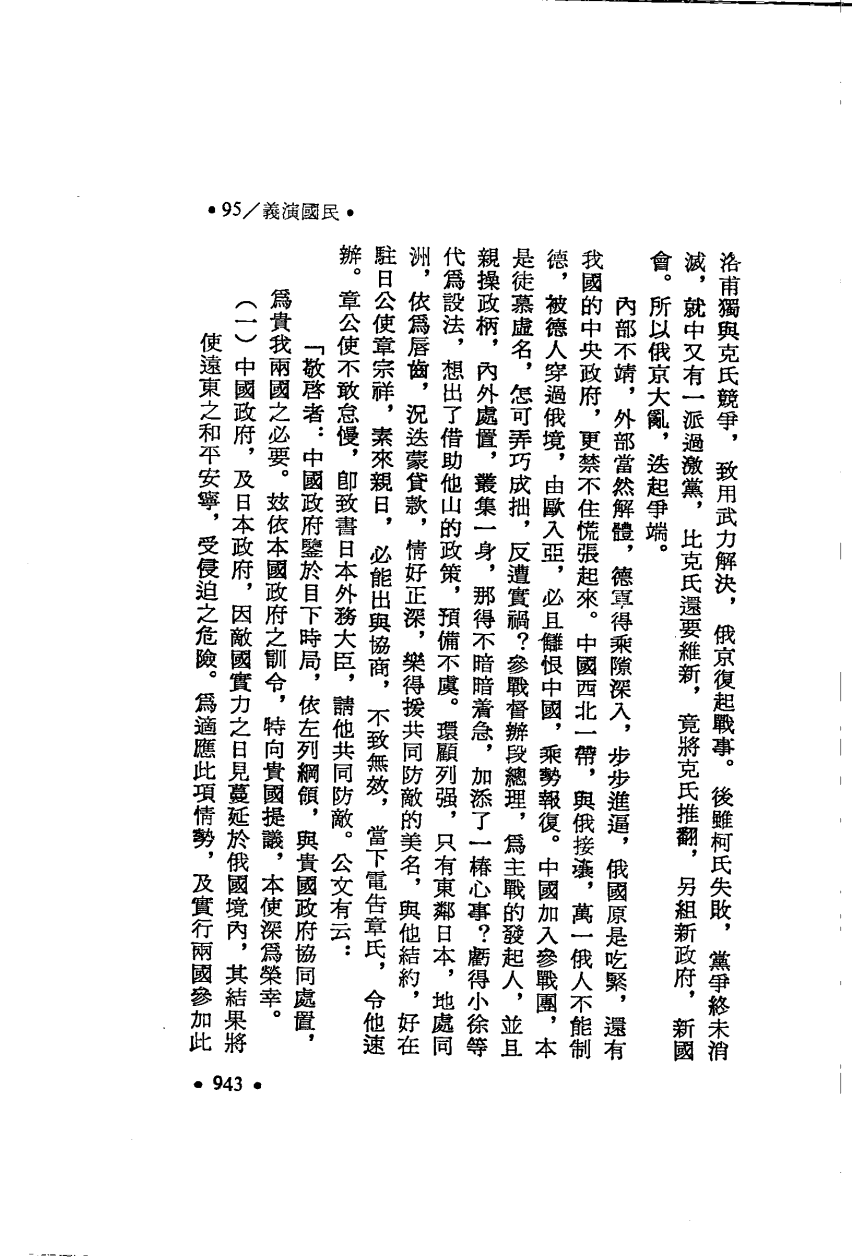 •95/義演國民•
洛甫獨與克氏競爭，致用武力解決，俄京復起戰事。後雖柯氏失敗，黨爭終未消
滅，就中又有一派過激黨，比克氏還要維新，竟將克氏推翻，另組新政府，新國
會。所以俄京大亂，迭起爭端。
內部不靖，外部當然解體，德軍得乘隙深入，步步進逼，俄國原是吃緊，還有
我國的中央政府，更禁不住慌張起來。中國西北一帶，與俄接壤，萬一俄人不能制
德，被德人穿過俄境，由歐入亞，必且讎恨中國，乘勢報復。中國加入參戰團，本
是徒慕虛名，怎可弄巧成拙，反遭實禍？參戰督辦段總理，爲主戰的發起人，並且
親操政柄，內外處置，叢集一身，那得不暗暗着急，加添了一樁心事？虧得小徐等
代爲設法，想出了借助他山的政策，預備不虞。環顧列强，只有東鄰日本，地處同
洲，依爲唇齒，況迭蒙貸款，情好正深，樂得援共同防敵的美名，與他結約，好在
駐日公使章宗祥，素來親日，必能出與協商，不致無效，當下電告章氏，令他速
辦。章公使不敢怠慢，卽致書日本外務大臣，請他共同防敵。公文有云：
「敬啓者：中國政府鑒於目下時局，依左列綱領，與貴國政府協同處置，
爲貴我兩國之必要。玆依本國政府之訓令，特向貴國提議，本使深爲榮幸。
（一）中國政府，及日本政府，因敵國實力之日見蔓延於俄國境內，其結果將
使遠東之和平安寧，受侵迫之危險。爲適應此項情勢，及實行兩國參加此
•943•